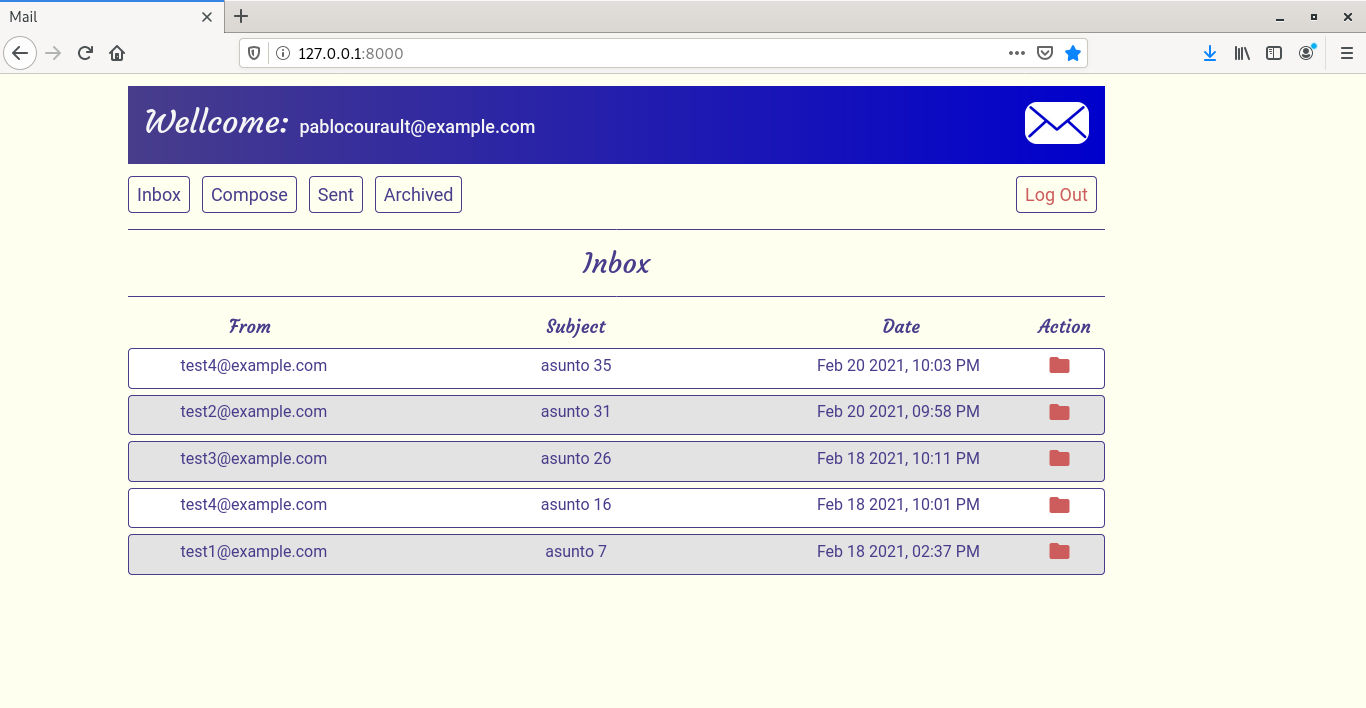 Mail
127.0.0.1:8000
Wellcome: pablocourault@example.com
Inbox Compose Sent Archived Log Out
Inbox
From Subject Date Action
test4@example.com asunto 35 Feb 20 2021, 10:03 PM
test2@example.com asunto 31 Feb 20 2021, 09:58 PM
test3@example.com asunto 26 Feb 18 2021, 10:11 PM
test4@example.com asunto 16 Feb 18 2021, 10:01 PM
test1@example.com asunto 7 Feb 18 2021, 02:37 PM